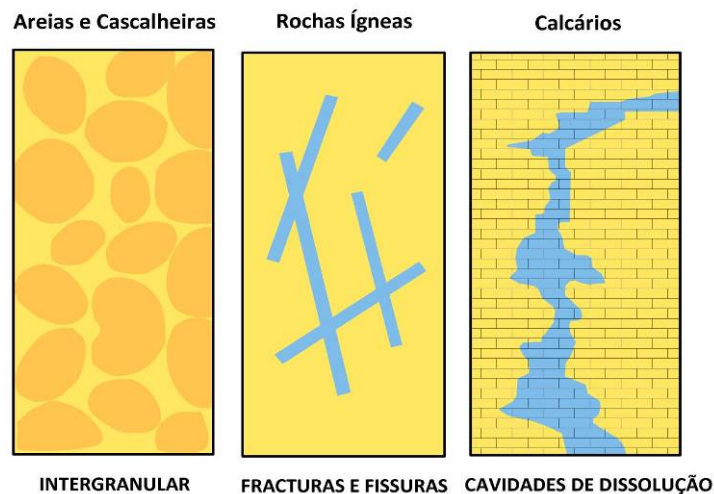 Areias e Cascalheiras
Rochas Ígneas
Calcários
INTERGRANULAR
FRACTURAS E FISSURAS
CAVIDADES DE DISSOLUÇÃO